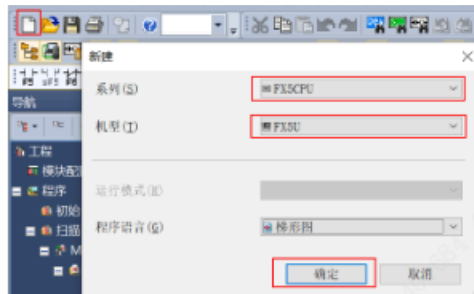 新建
系列(S)
FX5CPU
导航
机型(T)
FX5U
工程
模块配
程序
运行模式(M)
初始
程序语言(G)
梯形图
扫描
M
确定
取消